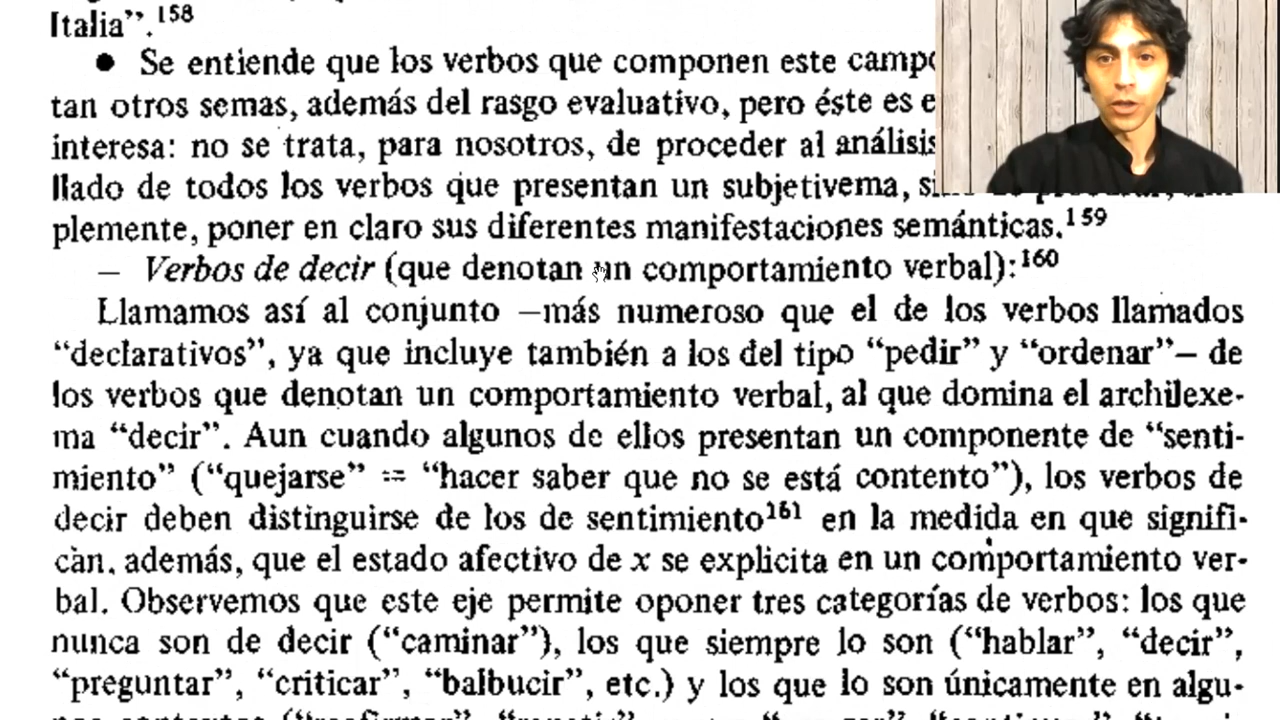 Italia”.158
● Se entiende que los verbos que componen este camp
tan otros semas, además del rasgo evaluativo, pero éste es e
interesa: no se trata, para nosotros, de proceder al análisis
llado de todos los verbos que presentan un subjetivema,
plemente, poner en claro sus diferentes manifestaciones semánticas.159
— Verbos de decir (que denotan un comportamiento verbal):160
Llamamos así al conjunto —más numeroso que el de los verbos llamados
“declarativos”, ya que incluye también a los del tipo “pedir” y “ordenar”— de
los verbos que denotan un comportamiento verbal, al que domina el archilexe-
ma “decir”. Aun cuando algunos de ellos presentan un componente de “senti-
miento” (“quejarse” := “hacer saber que no se está contento”), los verbos de
decir deben distinguirse de los de sentimiento161 en la medida en que signifi-
can, además, que el estado afectivo de x se explicita en un comportamiento ver-
bal. Observemos que este eje permite oponer tres categorías de verbos: los que
nunca son de decir (“caminar”), los que siempre lo son (“hablar”, “decir”,
“preguntar”, “criticar”, “balbucir”, etc.) y los que lo son únicamente en algu-